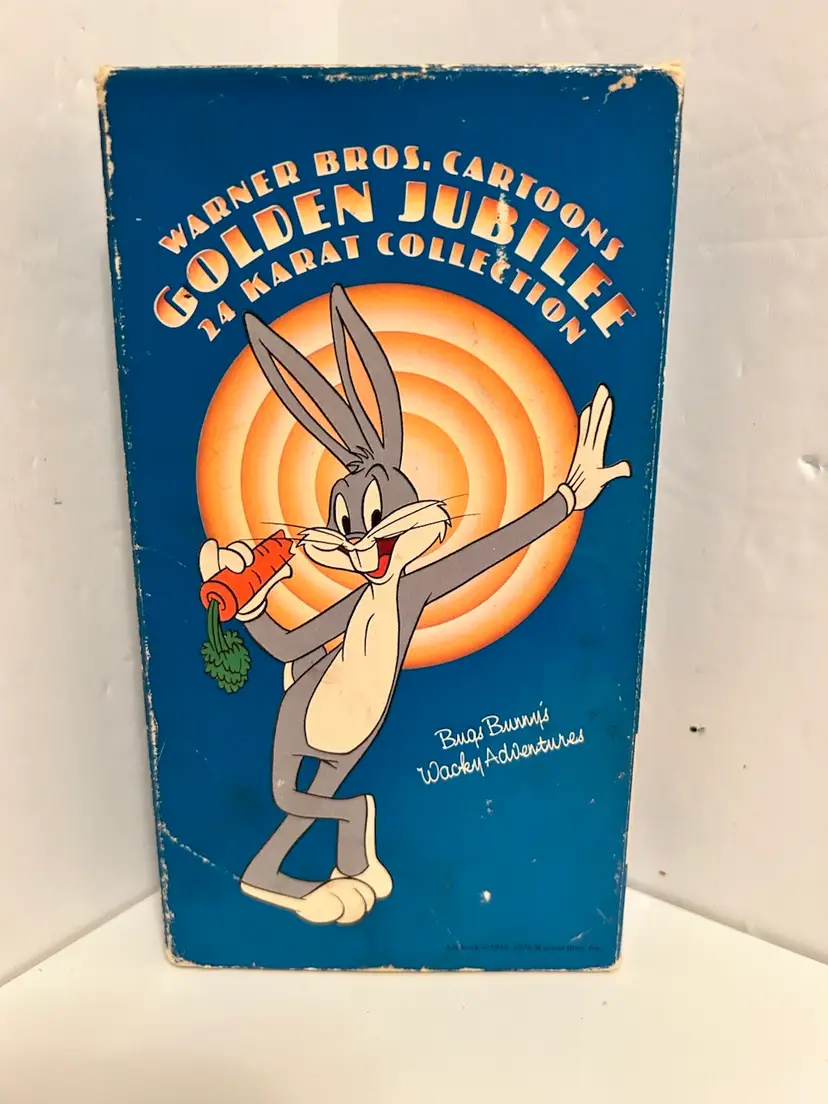 WARNER BROS. CARTOONS
GOLDEN JUBILEE
24 KARAT COLLECTION
Bugs Bunny's
Wacky Adventures